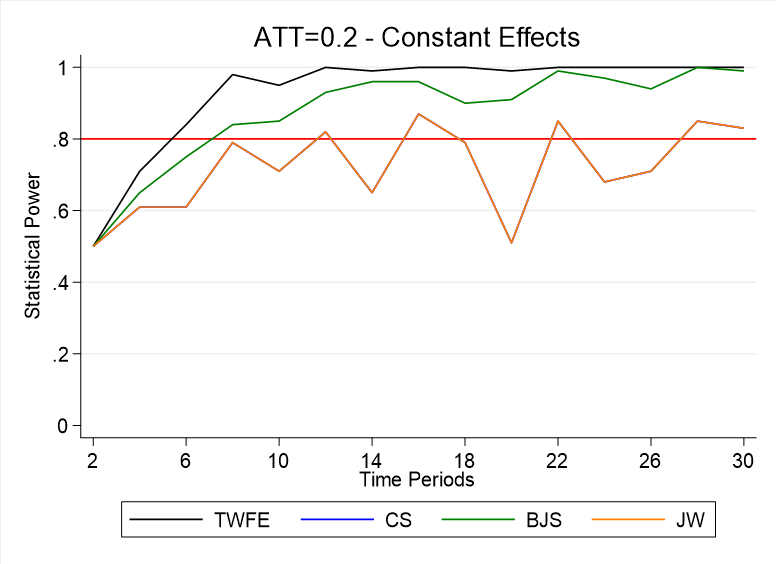 ATT=0.2 - Constant Effects
Statistical Power
1
.8
.6
.4
.2
0
2 6 10 14 18 22 26 30
Time Periods
TWFE CS BJS JW